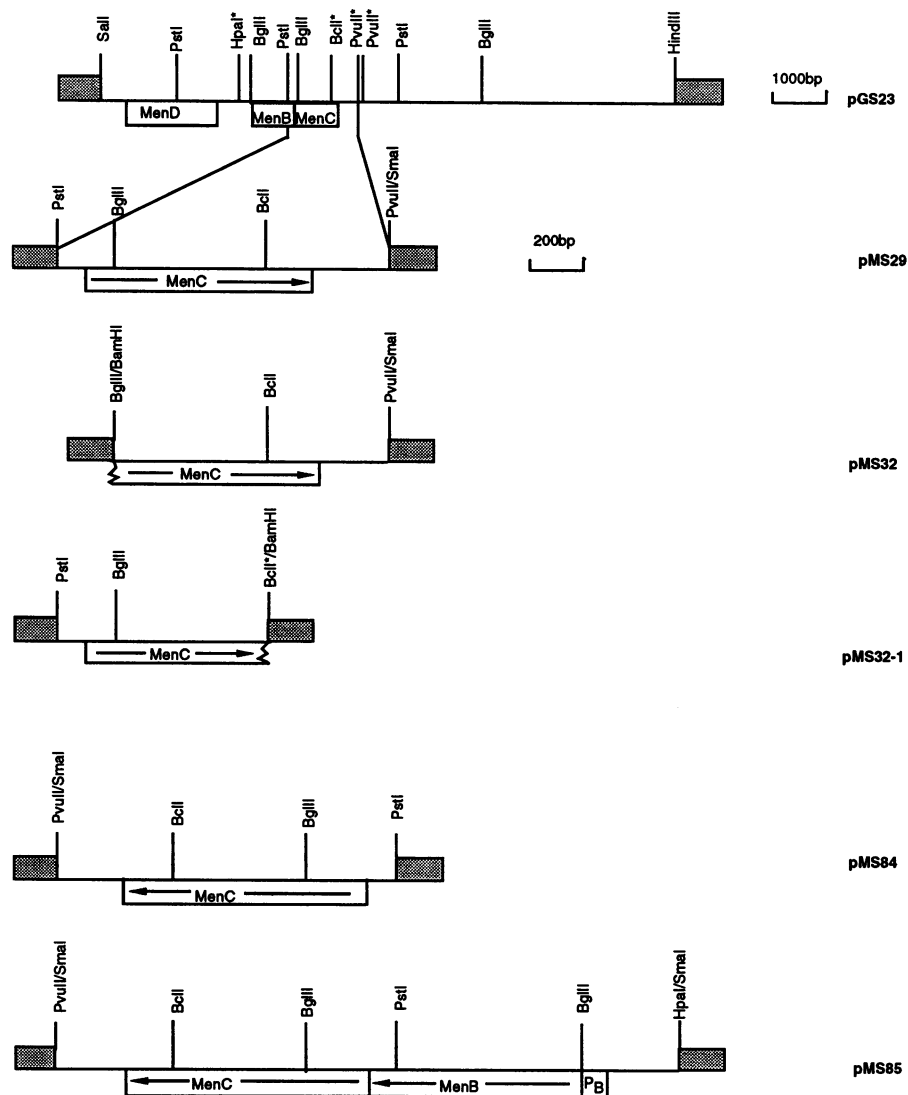 SalI
PstI
HpaI*
BglII
PstI
BglII
BclI*
PvuII*
PvuII*
PstI
BglII
HindIII
1000bp
pGS23
MenD
MenB
MenC
PstI
BglII
BclI
PvuII/SmaI
200bp
pMS29
MenC
BglII/BamHI
BclI
PvuII/SmaI
pMS32
MenC
PstI
BglII
BclI*/BamHI
pMS32-1
MenC
PvuII/SmaI
BclI
BglII
PstI
pMS84
MenC
PvuII/SmaI
BclI
BglII
PstI
BglII
HpaI/SmaI
pMS85
MenC
MenB
PB